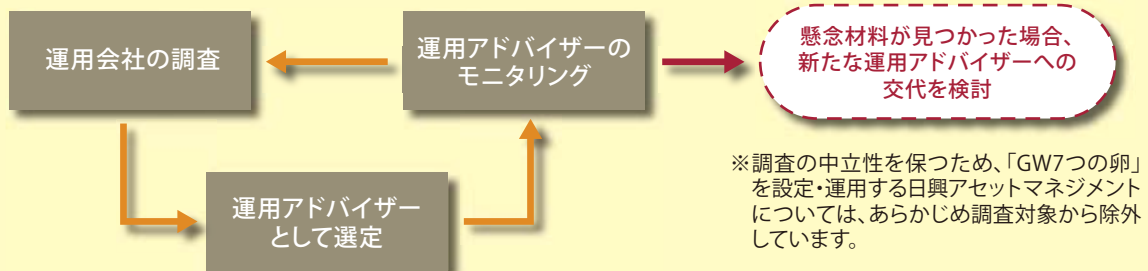 運用会社の調査
運用アドバイザーの
モニタリング
懸念材料が見つかった場合、
新たな運用アドバイザーへの
交代を検討
運用アドバイザー
として選定
※調査の中立性を保つため、「GW7つの卵」
を設定・運用する日興アセットマネジメント
については、あらかじめ調査対象から除外
しています。